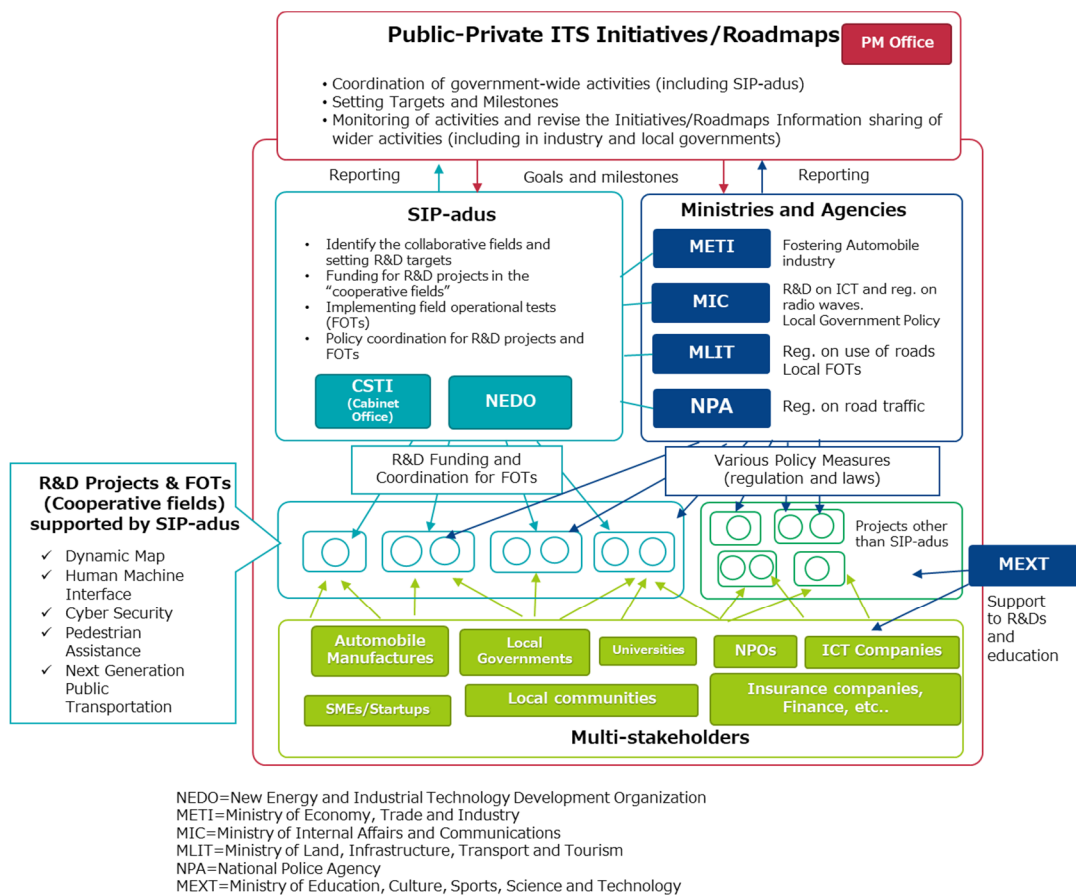 Public-Private ITS Initiatives/Roadmaps
PM Office
• Coordination of government-wide activities (including SIP-adus)
• Setting Targets and Milestones
• Monitoring of activities and revise the Initiatives/Roadmaps Information sharing of
wider activities (including in industry and local governments)
Reporting
Goals and milestones
Reporting
SIP-adus
• Identify the collaborative fields and
setting R&D targets
• Funding for R&D projects in the
“cooperative fields”
• Implementing field operational tests
(FOTs)
• Policy coordination for R&D projects and
FOTs
CSTI
(Cabinet
Office)
NEDO
Ministries and Agencies
METI
Fostering Automobile
industry
MIC
R&D on ICT and reg. on
radio waves.
Local Government Policy
MLIT
Reg. on use of roads
Local FOTs
NPA
Reg. on road traffic
R&D Funding and
Coordination for FOTs
Various Policy Measures
(regulation and laws)
R&D Projects & FOTs
(Cooperative fields)
supported by SIP-adus
✓ Dynamic Map
✓ Human Machine
Interface
✓ Cyber Security
✓ Pedestrian
Assistance
✓ Next Generation
Public
Transportation
Projects other
than SIP-adus
MEXT
Support
to R&Ds
and
education
Automobile
Manufactures
Local
Governments
Universities
NPOs
ICT Companies
SMEs/Startups
Local communities
Insurance companies,
Finance, etc..
Multi-stakeholders
NEDO=New Energy and Industrial Technology Development Organization
METI=Ministry of Economy, Trade and Industry
MIC=Ministry of Internal Affairs and Communications
MLIT=Ministry of Land, Infrastructure, Transport and Tourism
NPA=National Police Agency
MEXT=Ministry of Education, Culture, Sports, Science and Technology